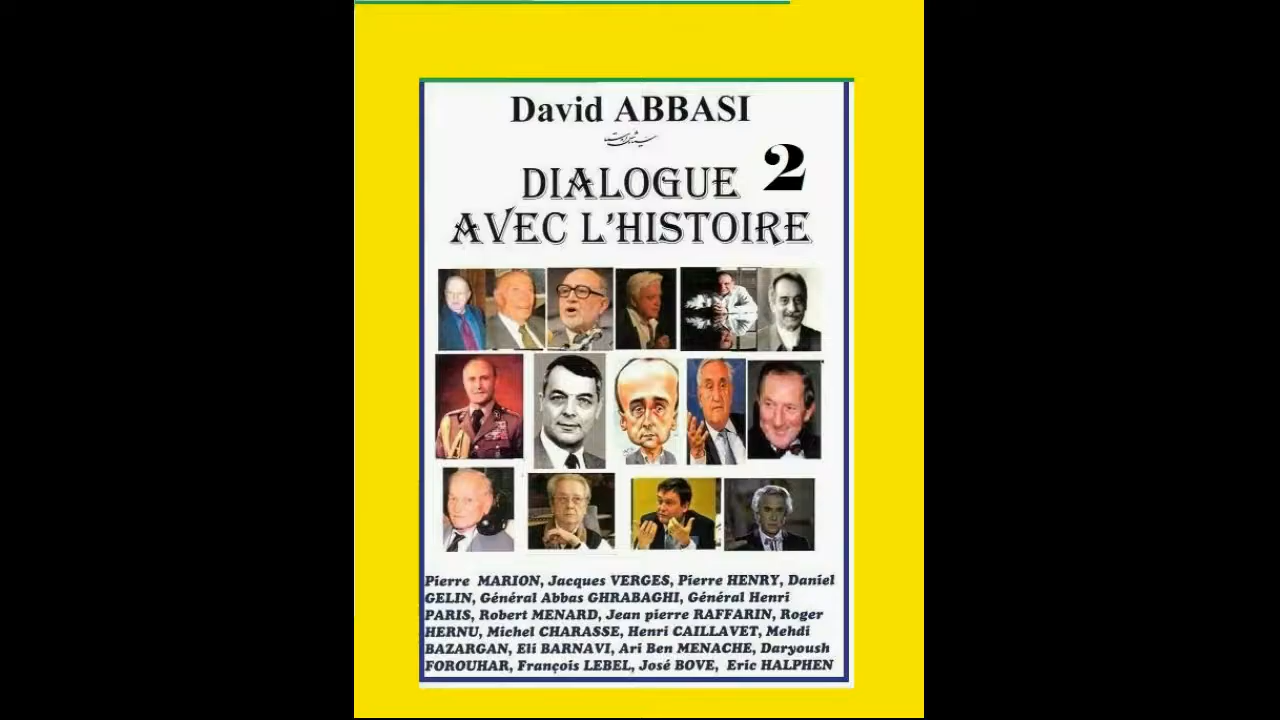 David ABBASI
DIALOGUE 2
AVEC L'HISTOIRE
Pierre MARION, Jacques VERGES, Pierre HENRY, Daniel
GELIN, Général Abbas GHRABAGHI, Général Henri
PARIS, Robert MENARD, Jean pierre RAFFARIN, Roger
HERNU, Michel CHARASSE, Henri CAILLAVET, Mehdi
BAZARGAN, Eli BARNAVI, Ari Ben MENACHE, Daryoush
FOROUHAR, François LEBEL, José BOVE, Eric HALPHEN